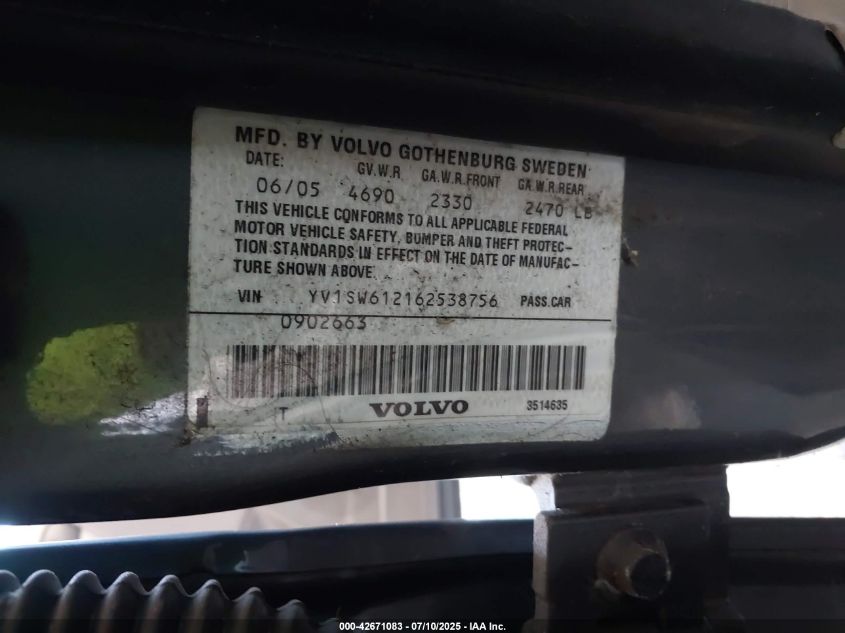 MFD. BY VOLVO GOTHENBURG SWEDEN
DATE: GV.W.R GA.W.R.FRONT GA.W.R.REAR
06/05 4690 2330 2470 LB
THIS VEHICLE CONFORMS TO ALL APPLICABLE FEDERAL
MOTOR VEHICLE SAFETY, BUMPER AND THEFT PROTEC-
TION STANDARDS IN EFFECT ON THE DATE OF MANUFAC-
TURE SHOWN ABOVE.
VIN YV1SW612162538756 PASS.CAR
0902663
T VOLVO 3514635
000-42671083 - 07/10/2025 - IAA Inc.